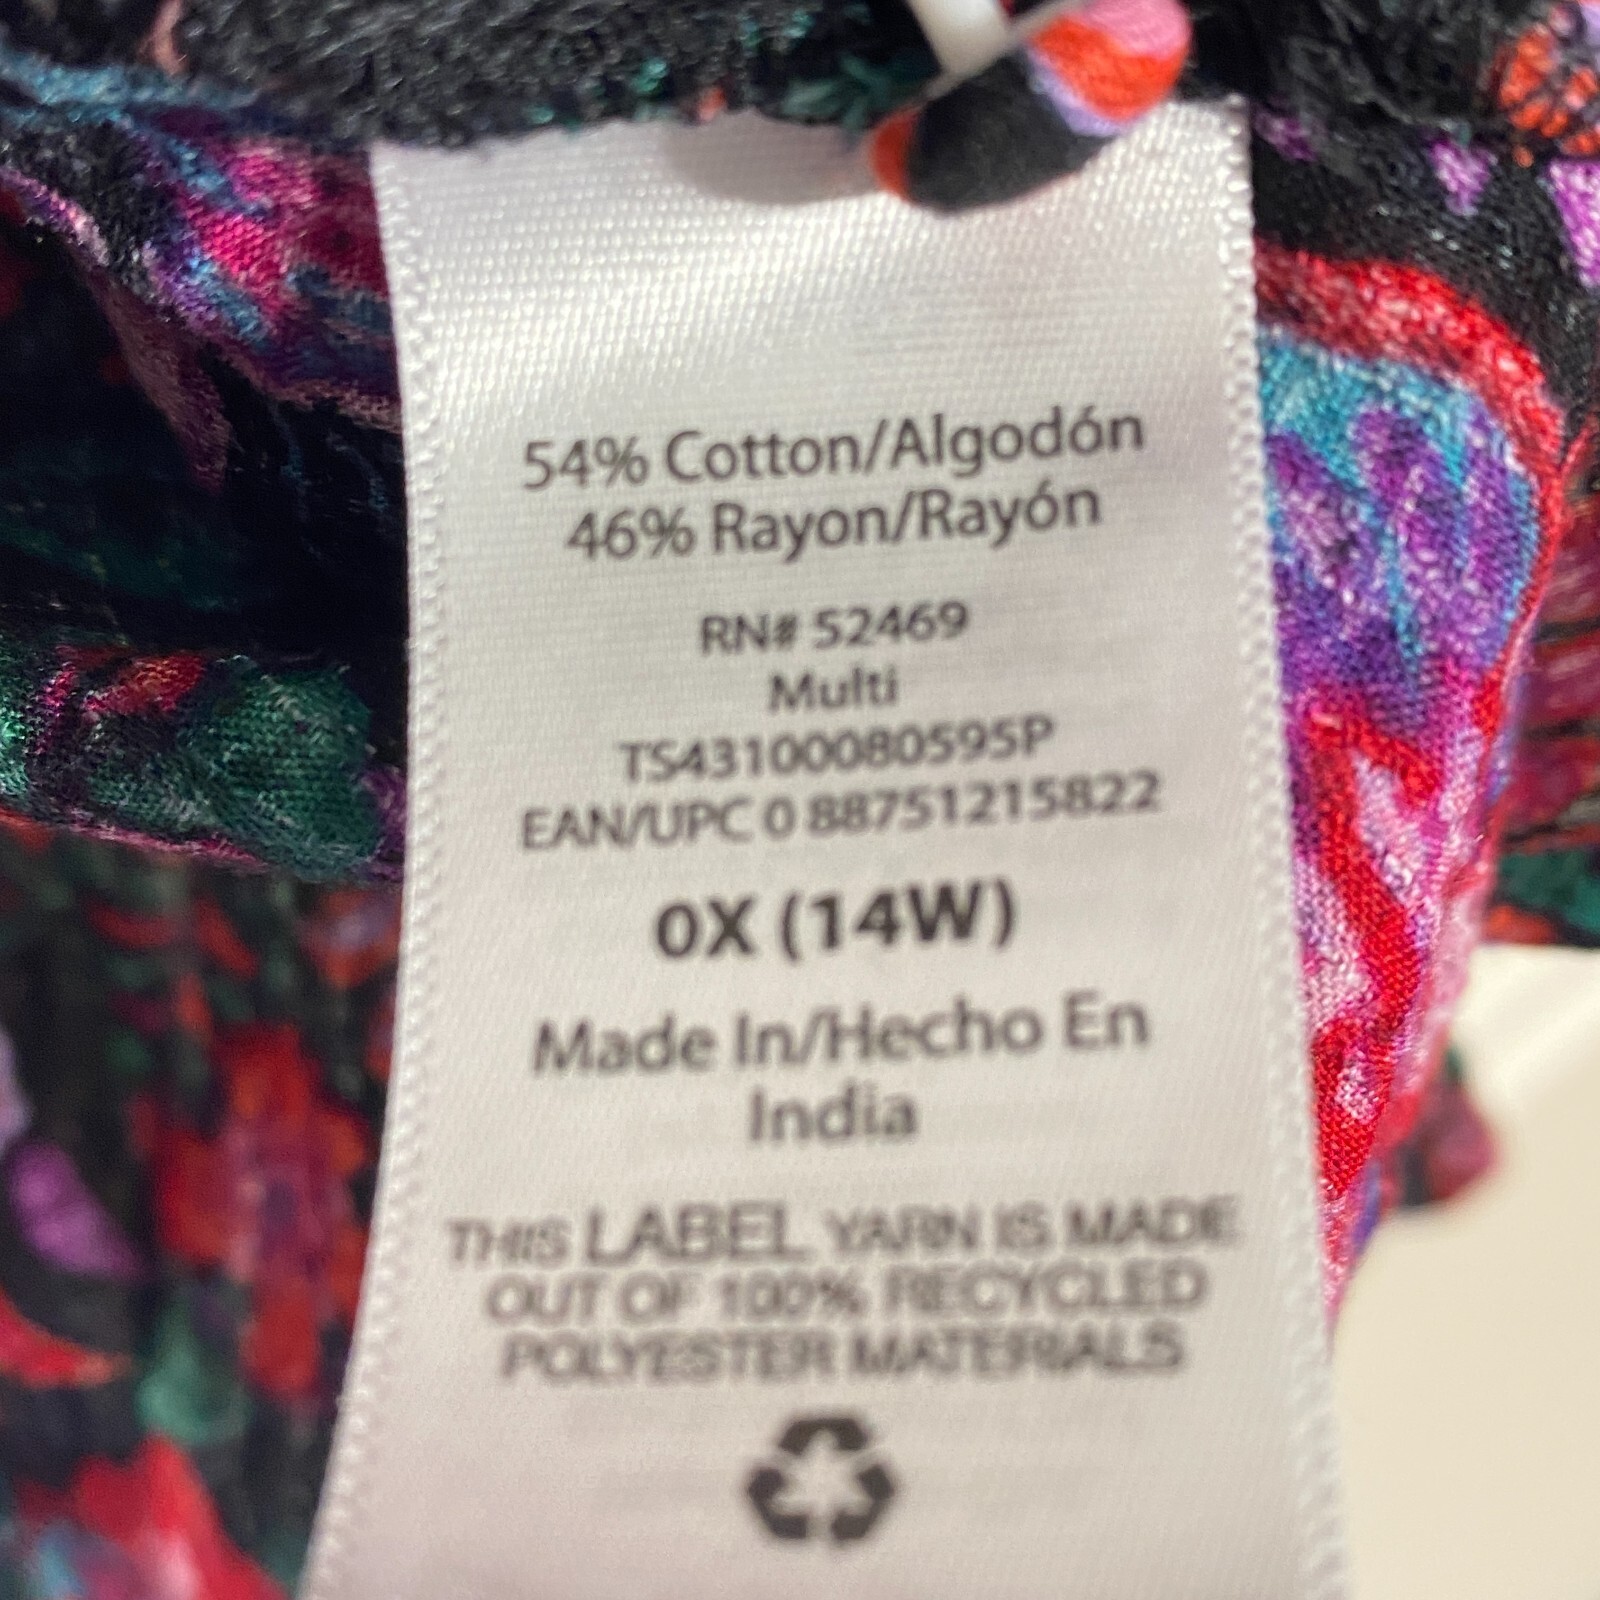 54% Cotton/Algodón
46% Rayon/Rayón
RN# 52469
Multi
TS43100080595P
EAN/UPC 0 88751215822
0X (14W)
Made In/Hecho En
India
THIS LABEL YARN IS MADE
OUT OF 100% RECYCLED
POLYESTER MATERIALS